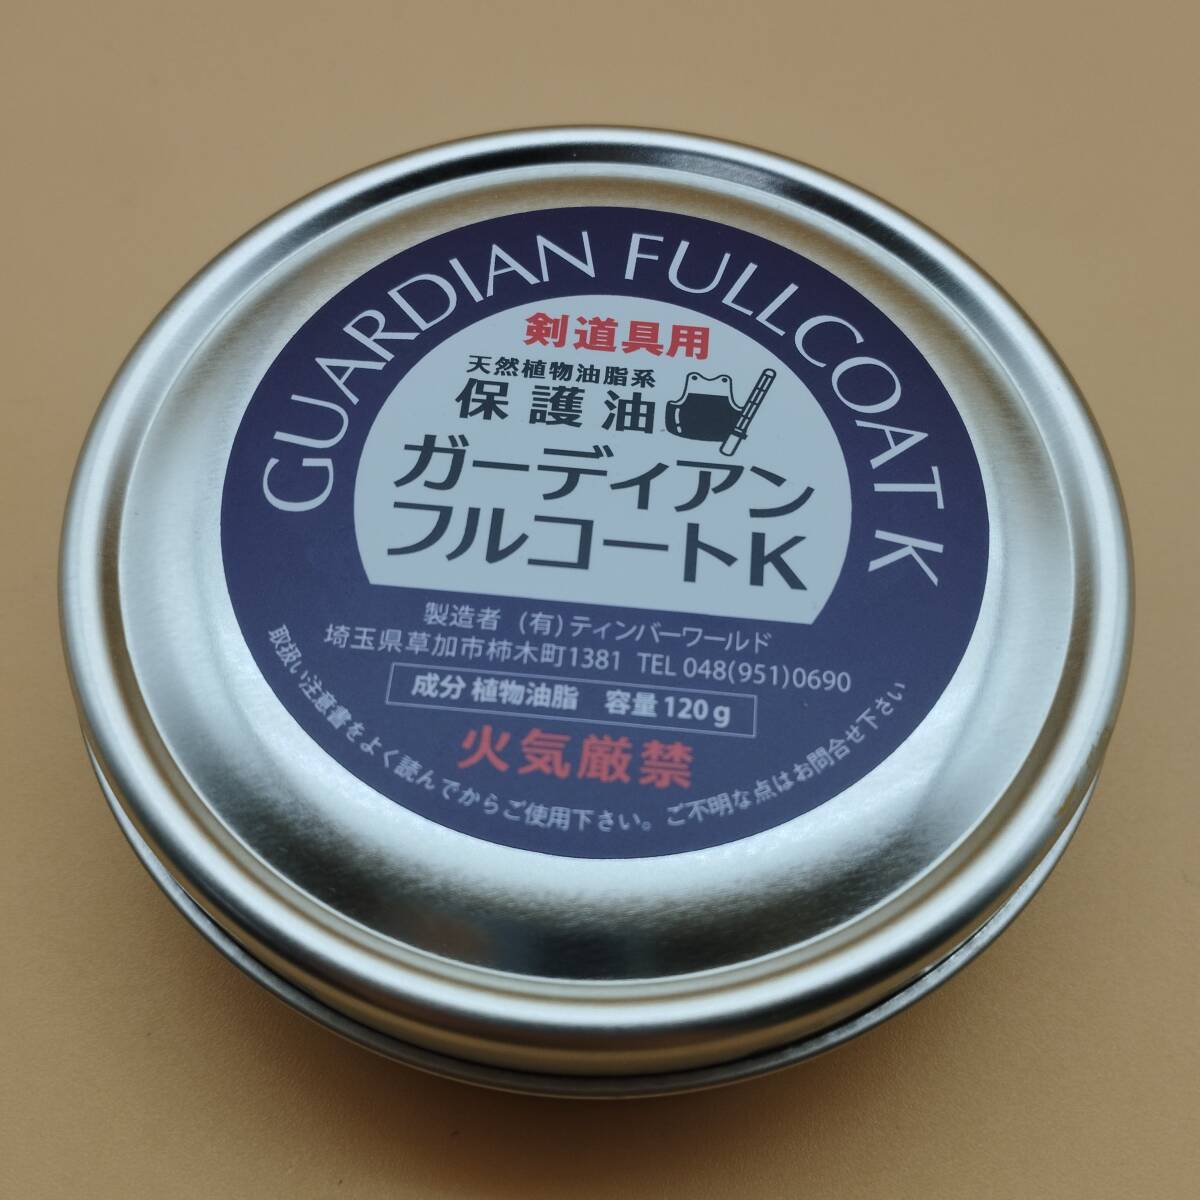 GUARDIAN FULLCOAT K
剣道具用
天然植物油脂系
保護油
ガーディアン
フルコートK
製造者 (有)ティンバーワールド
埼玉県草加市柿木町1381 TEL 048(951)0690
成分 植物油脂 容量 120g
火気厳禁
取扱い注意書をよく読んでからご使用下さい。ご不明な点はお問合せ下さい